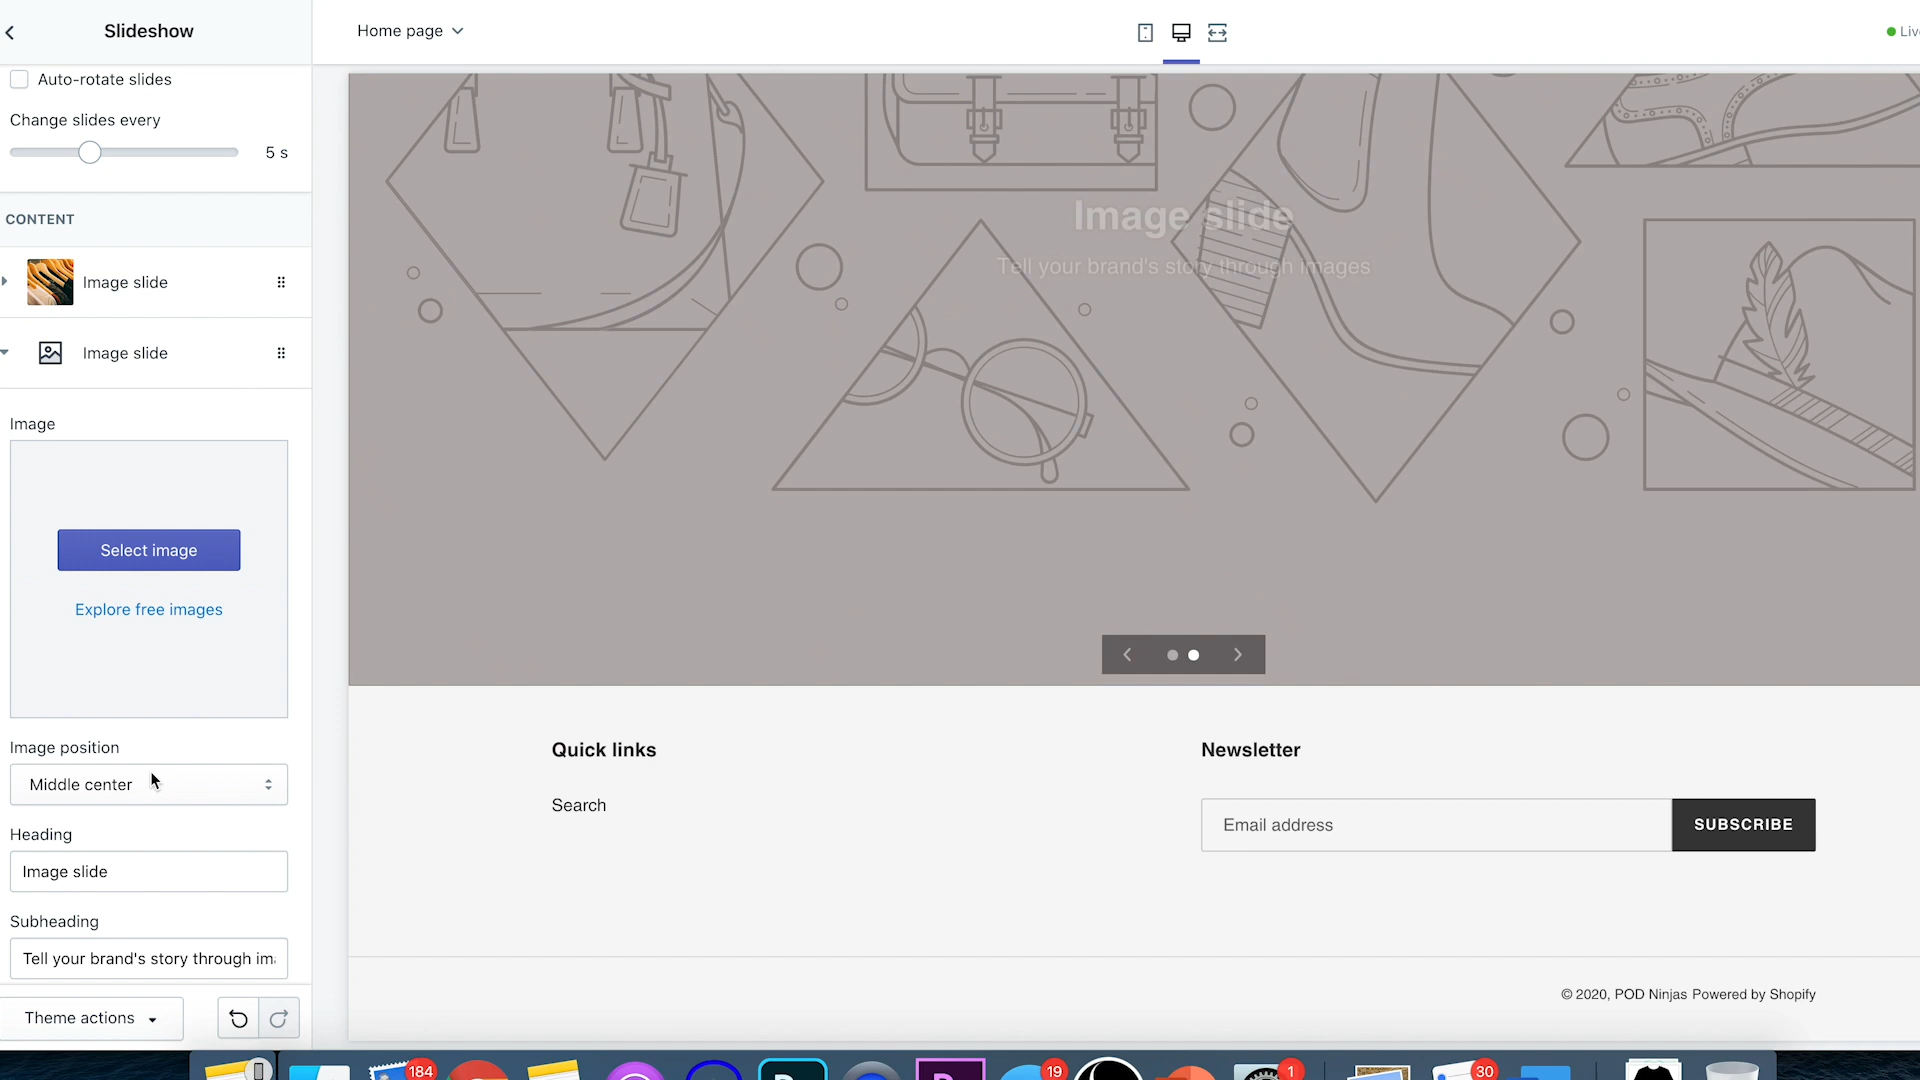 Slideshow
Home page
Auto-rotate slides
Change slides every
5 s
CONTENT
Image slide
Image slide
Image
Select image
Explore free images
Image position
Middle center
Heading
Image slide
Subheading
Tell your brand's story through
Theme actions
Image slide
Tell your brand's story through images
Quick links
Search
Newsletter
Email address
SUBSCRIBE
© 2020, POD Ninjas Powered by Shopify
184
19
1
30